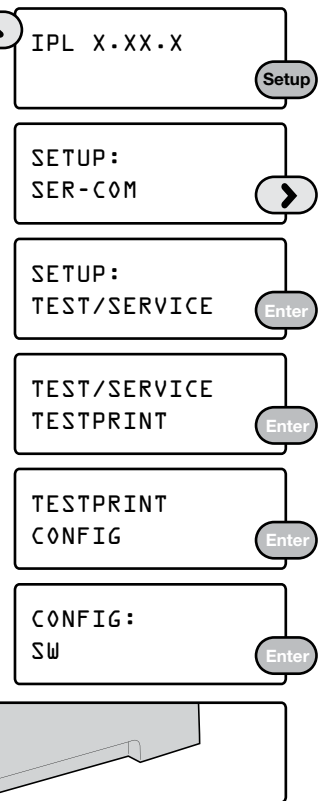 IPL X.XX.X
Setup
SETUP:
SER-COM
SETUP:
TEST/SERVICE
Enter
TEST/SERVICE
TESTPRINT
Enter
TESTPRINT
CONFIG
Enter
CONFIG:
SW
Enter